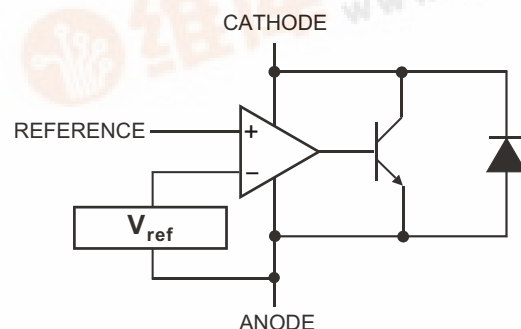 CATHODE
REFERENCE
+
−
Vref
ANODE